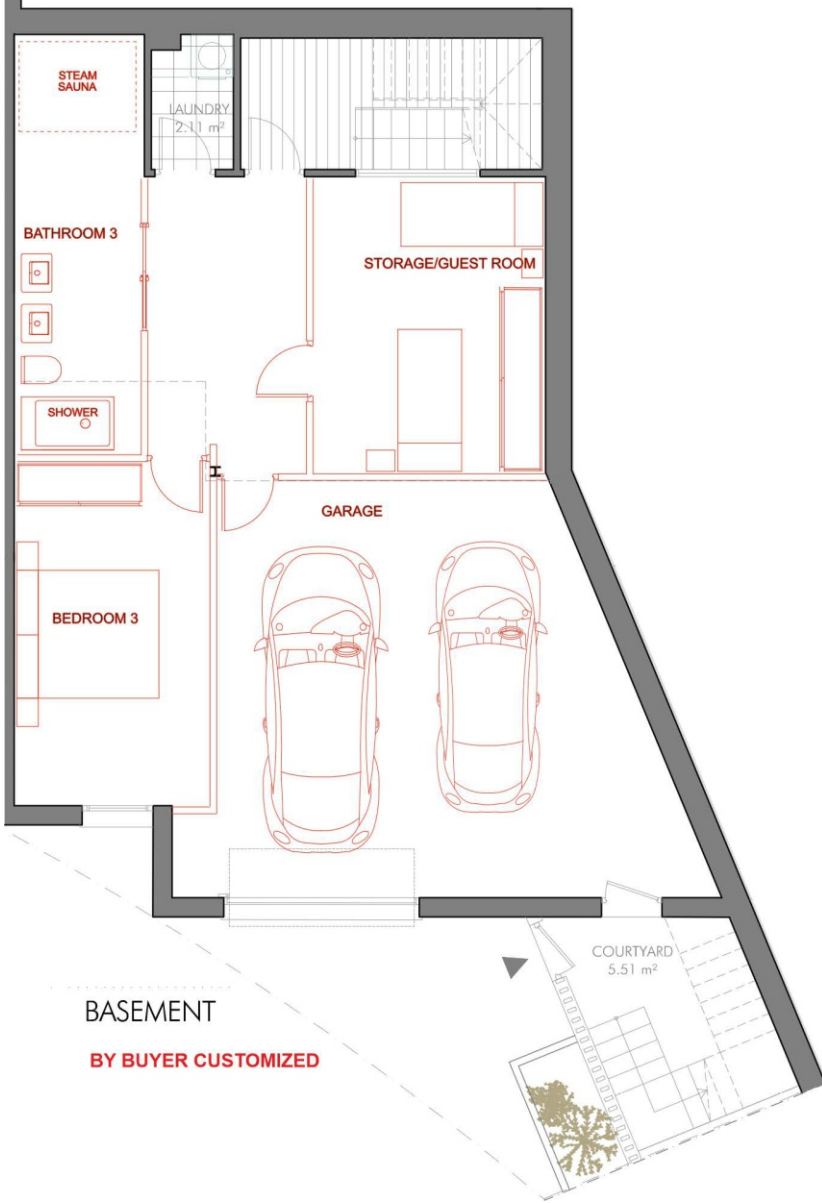 STEAM
SAUNA
LAUNDRY
2.11 m²
BATHROOM 3
STORAGE/GUEST ROOM
SHOWER
GARAGE
BEDROOM 3
COURTYARD
5.51 m²
BASEMENT
BY BUYER CUSTOMIZED